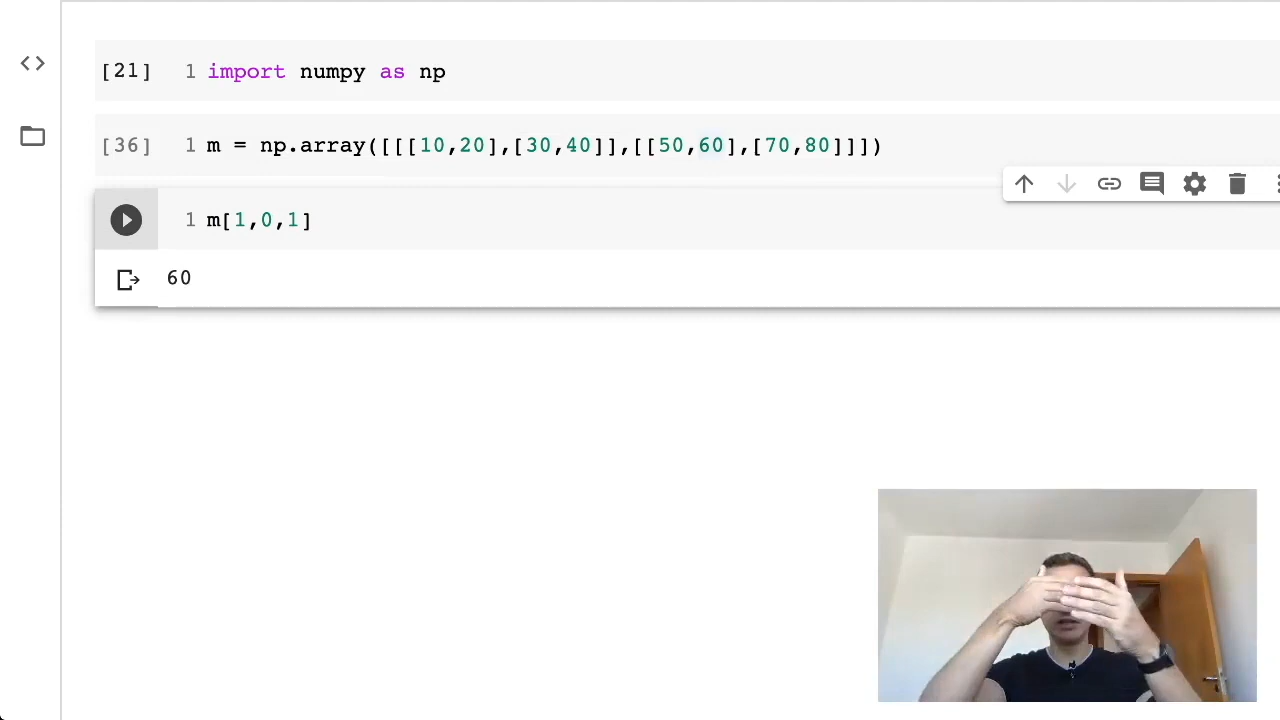 [21] 1 import numpy as np
[36] 1 m = np.array([[[10,20],[30,40]],[[50,60],[70,80]]])
1 m[1,0,1]
60